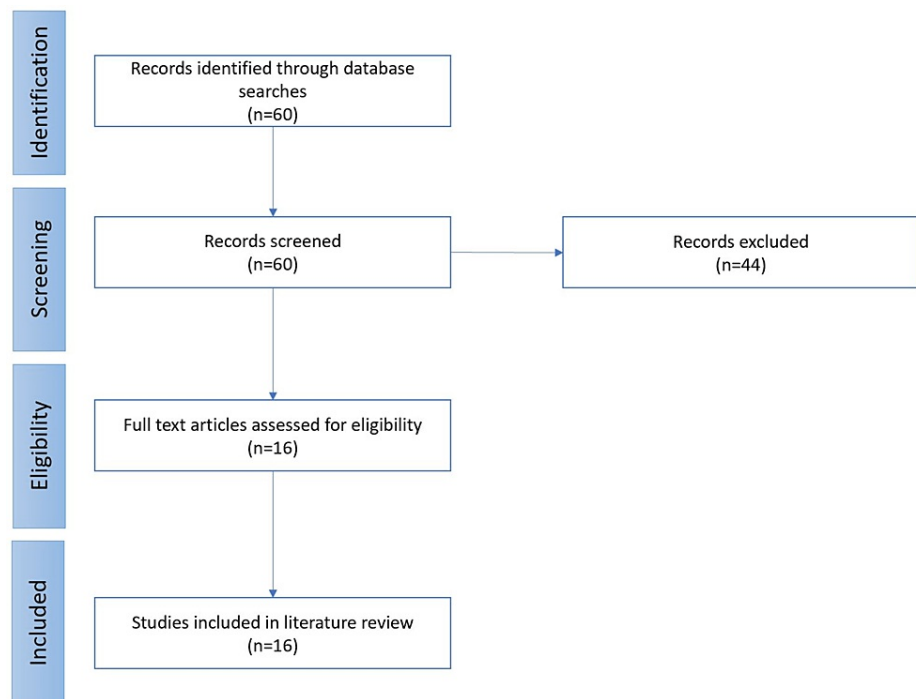 Identification
Records identified through database
searches
(n=60)
Screening
Records screened
(n=60)
Records excluded
(n=44)
Eligibility
Full text articles assessed for eligibility
(n=16)
Included
Studies included in literature review
(n=16)